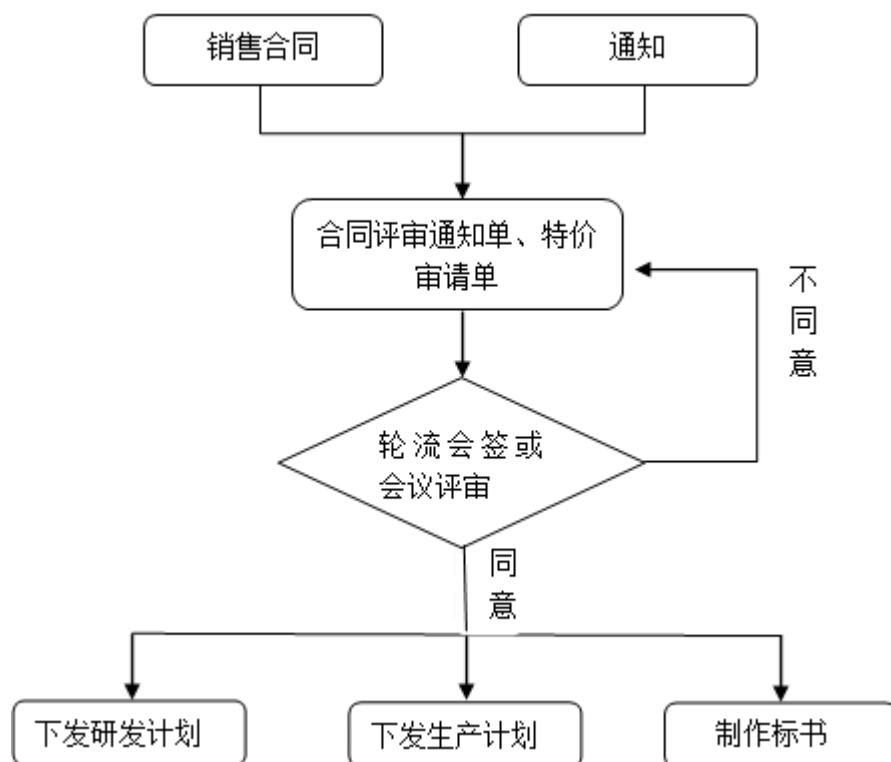 销售合同
通知
合同评审通知单、特价
审请单
不
同
意
轮流会签或
会议评审
同
意
下发研发计划
下发生产计划
制作标书